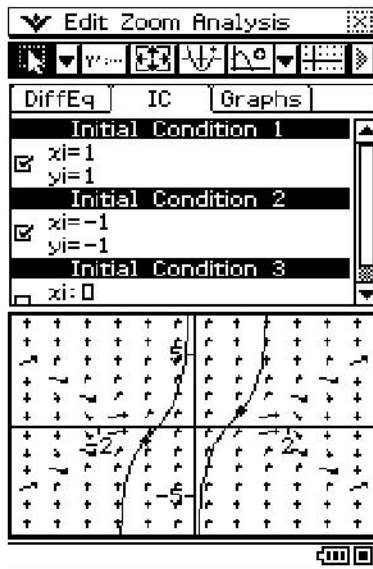 Edit Zoom Analysis
DiffEq IC Graphs
Initial Condition 1
xi=1
yi=1
Initial Condition 2
xi=-1
yi=-1
Initial Condition 3
xi:0
5
-2 2
-5